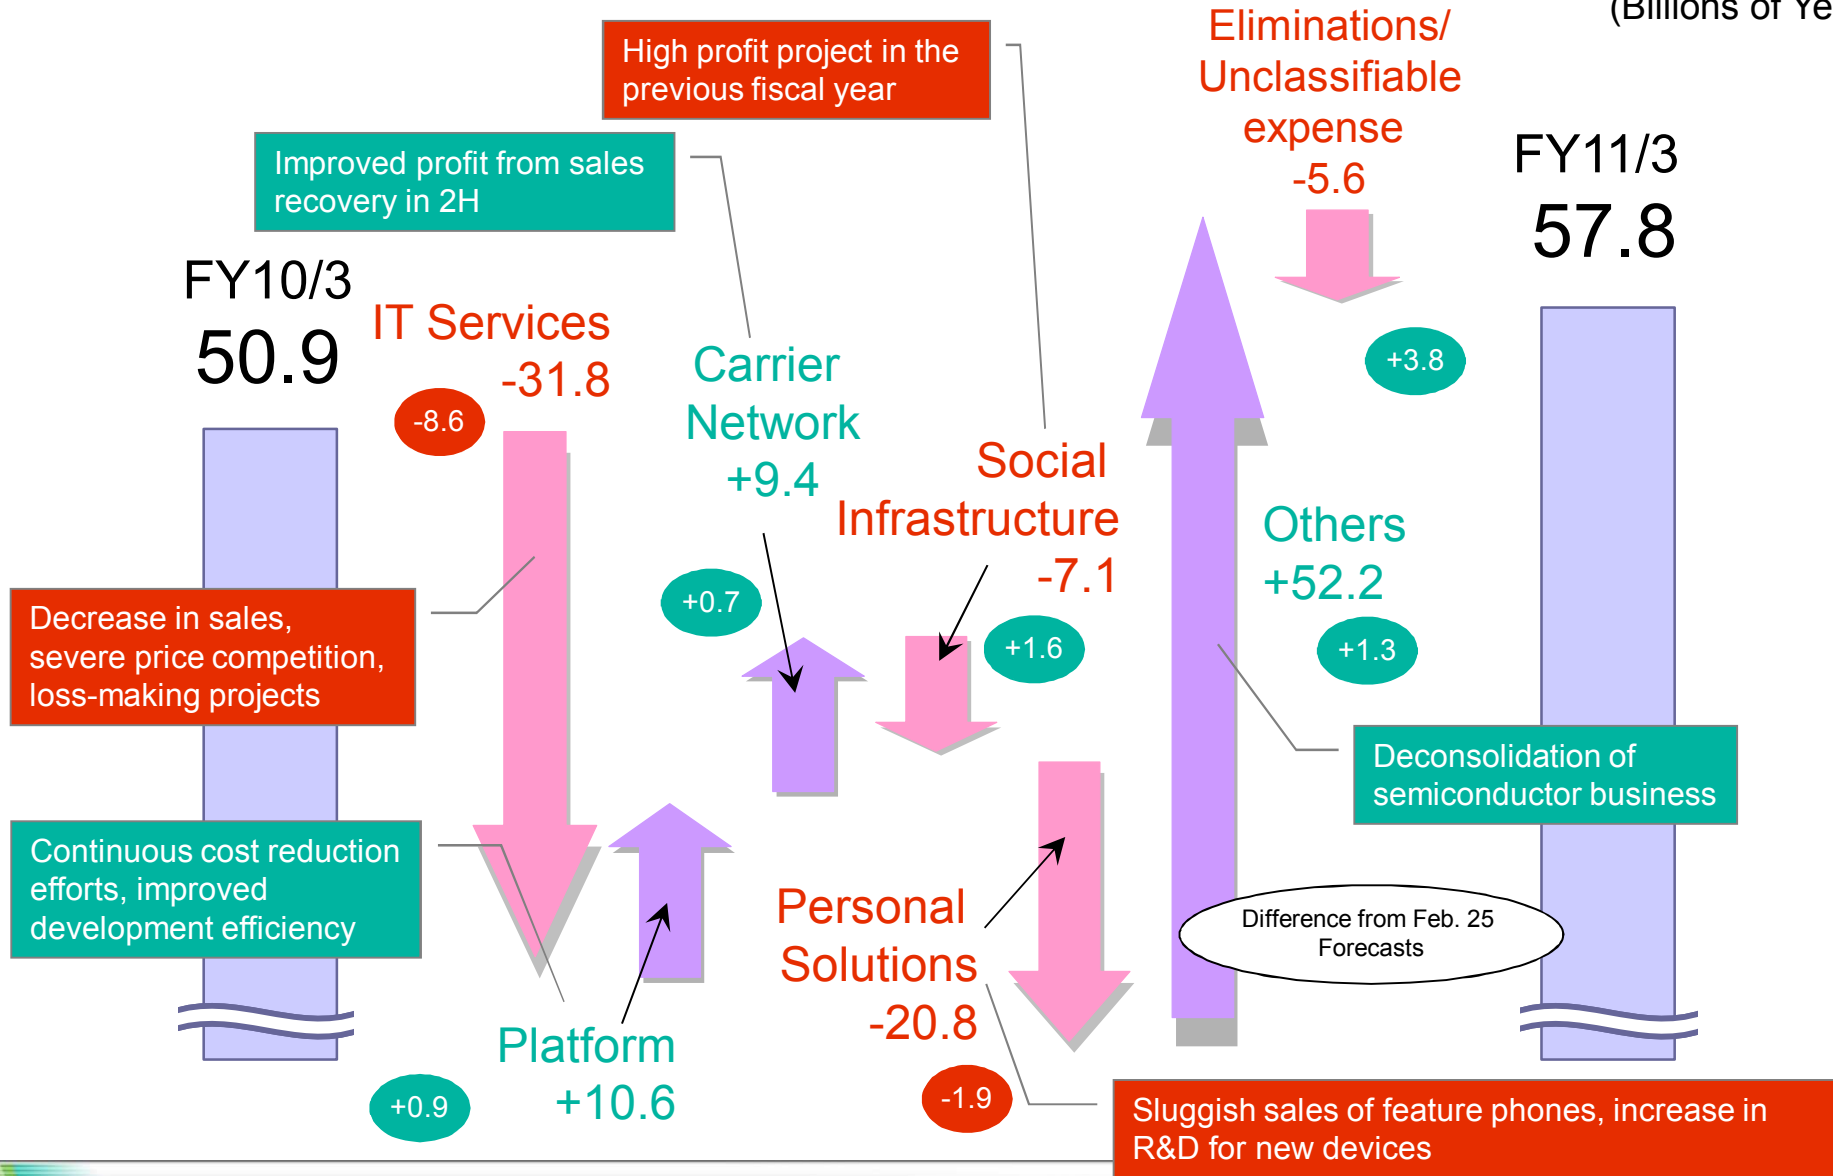 (Billions of Ye
High profit project in the
previous fiscal year
Eliminations/
Unclassifiable
expense
-5.6
Improved profit from sales
recovery in 2H
FY11/3
57.8
FY10/3
50.9
IT Services
-31.8
-8.6
Carrier
Network
+9.4
+3.8
Social
Infrastructure
-7.1
Others
+52.2
+0.7
+1.6
+1.3
Decrease in sales,
severe price competition,
loss-making projects
Deconsolidation of
semiconductor business
Continuous cost reduction
efforts, improved
development efficiency
Personal
Solutions
-20.8
Difference from Feb. 25
Forecasts
Platform
+10.6
+0.9
-1.9
Sluggish sales of feature phones, increase in
R&D for new devices